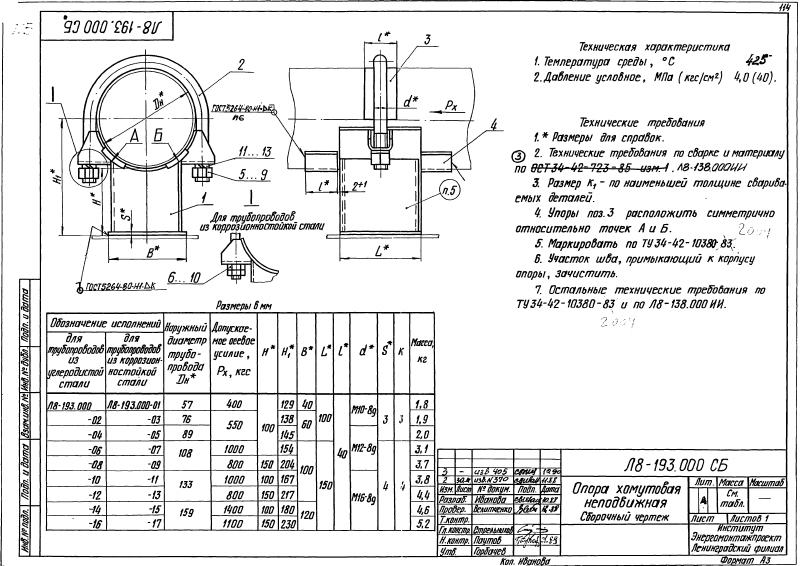 114
Л8-193.000 СБ
Техническая характеристика
1. Температура среды, °С 425
2. Давление условное, МПа (кгс/см²) 4,0 (40).
Технические требования
1.* Размеры для справок.
3 2. Технические требования по сварке и материалу
по ОСТ 34-42-723-85 изм.1. Л8-138.000ИИ
3. Размер К₁ - по наименьшей толщине сваривае-
мых деталей.
4. Упоры поз.3 расположить симметрично
относительно точек А и Б.
5. Маркировать по ТУ 34-42-10380-83.
6. Участок шва, примыкающий к корпусу
опоры, зачистить.
7. Остальные технические требования по
ТУ 34-42-10380-83 и по Л8-138.000 ИИ.
I
2
Dн*
А Б
11...13
5...9
1
H₁*
H*
S*
B*
ГОСТ 5264-80-Н1-
I
Для трубопроводов
из коррозионностойкой стали
6...10
l*
3
d*
Pх
4
ГОСТ 5264-80-Н1-
l*
2+1
п.5
L*
Размеры в мм
Обозначение исполнений
для трубопроводов из углеродистой стали
для трубопроводов из коррозионностойкой стали
Наружный диаметр трубопровода Dн*
Допускаемое осевое усилие, Pх, кгс
H* H₁* B* L* l* d* S* К
Масса, кг
Л8-193.000 Л8-193.000-01 57 400 100 129 40 100 40 М10-8g 3 3 1,8
-02 -03 76 550 138 60 1,9
-04 -05 89 145 М12-8g 2,0
-06 -07 108 1000 154 100 150 4 4 3,1
-08 -09 800 150 204 3,7
-10 -11 133 1000 100 167 М16-8g 3,8
-12 -13 800 150 217 4,4
-14 -15 159 1400 100 180 120 4,6
-16 -17 1100 150 230 5.2
Инв.№ подл. Подп. и дата Взам.инв.№ Инв.№ дубл. Подп. и дата
3 - изв 405
2 зам изв.№370
Изм. Лист № докум. Подп. Дата
Разраб. Иванова
Провер. Велитченко
Т.контр.
Гл.констр.
Н.контр. Паутов
Утв. Горбачев
Л8-193.000 СБ
Опора хомутовая
неподвижная
Сборочный чертеж
Лит. Масса Масштаб
А См. табл. -
Лист Листов 1
Институт
Энергомонтажпроект
Ленинградский филиал
Кол. Иванова
Формат А3